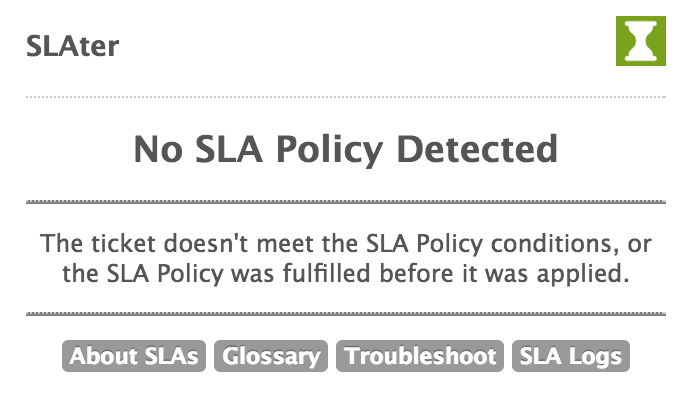 SLAter
No SLA Policy Detected
The ticket doesn't meet the SLA Policy conditions, or
the SLA Policy was fulfilled before it was applied.
About SLAs Glossary Troubleshoot SLA Logs